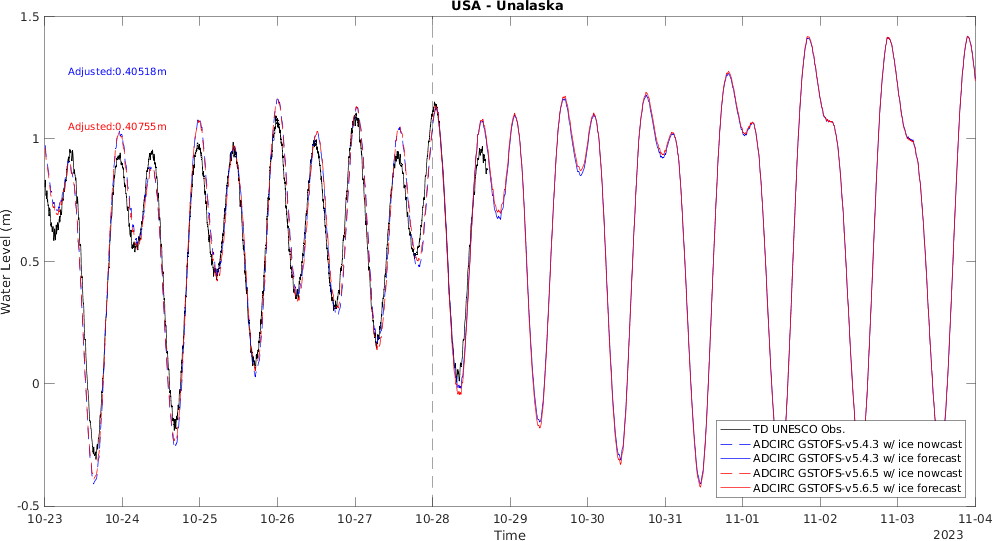 USA - Unalaska
1.5
1
0.5
0
-0.5
Water Level (m)
Adjusted:0.40518m
Adjusted:0.40755m
TD UNESCO Obs.
ADCIRC GSTOFS-v5.4.3 w/ ice nowcast
ADCIRC GSTOFS-v5.4.3 w/ ice forecast
ADCIRC GSTOFS-v5.6.5 w/ ice nowcast
ADCIRC GSTOFS-v5.6.5 w/ ice forecast
10-23 10-24 10-25 10-26 10-27 10-28 10-29 10-30 10-31 11-01 11-02 11-03 11-04
Time
2023